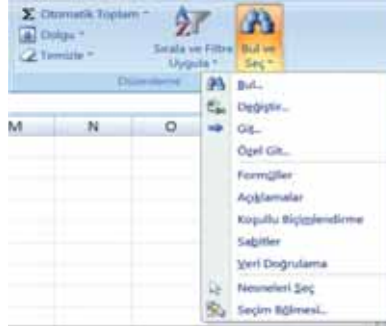 Σ Otomatik Toplam
Dolgu
Temizle
Sırala ve Filtre
Uygula
Bul ve
Seç
Düzenleme
M N O
Bul...
Değiştir...
Git...
Özel Git...
Formüller
Açıklamalar
Koşullu Biçimlendirme
Sabitler
Veri Doğrulama
Nesneleri Seç
Seçim Bölmesi...